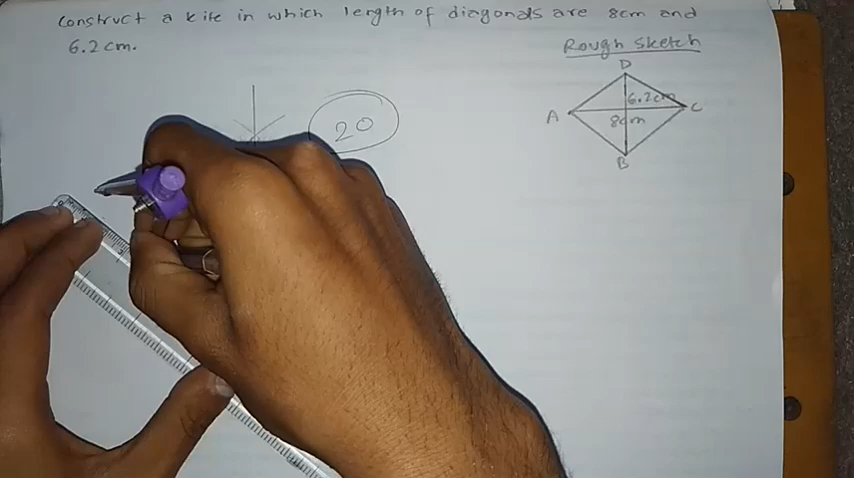 Construct a kite in which length of diagonals are 8cm and
6.2cm.
Rough sketch
D
6.2cm
A
C
8cm
B
20